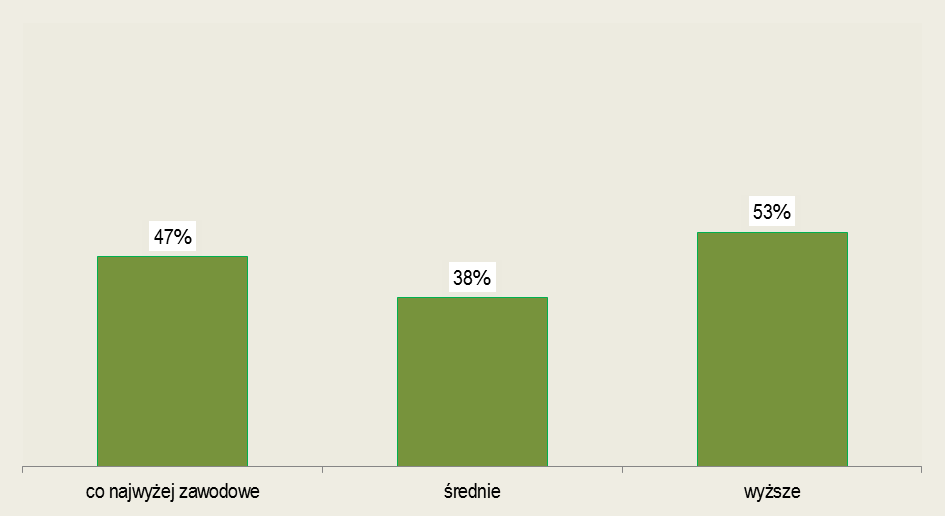 47%
38%
53%
co najwyżej zawodowe
średnie
wyższe